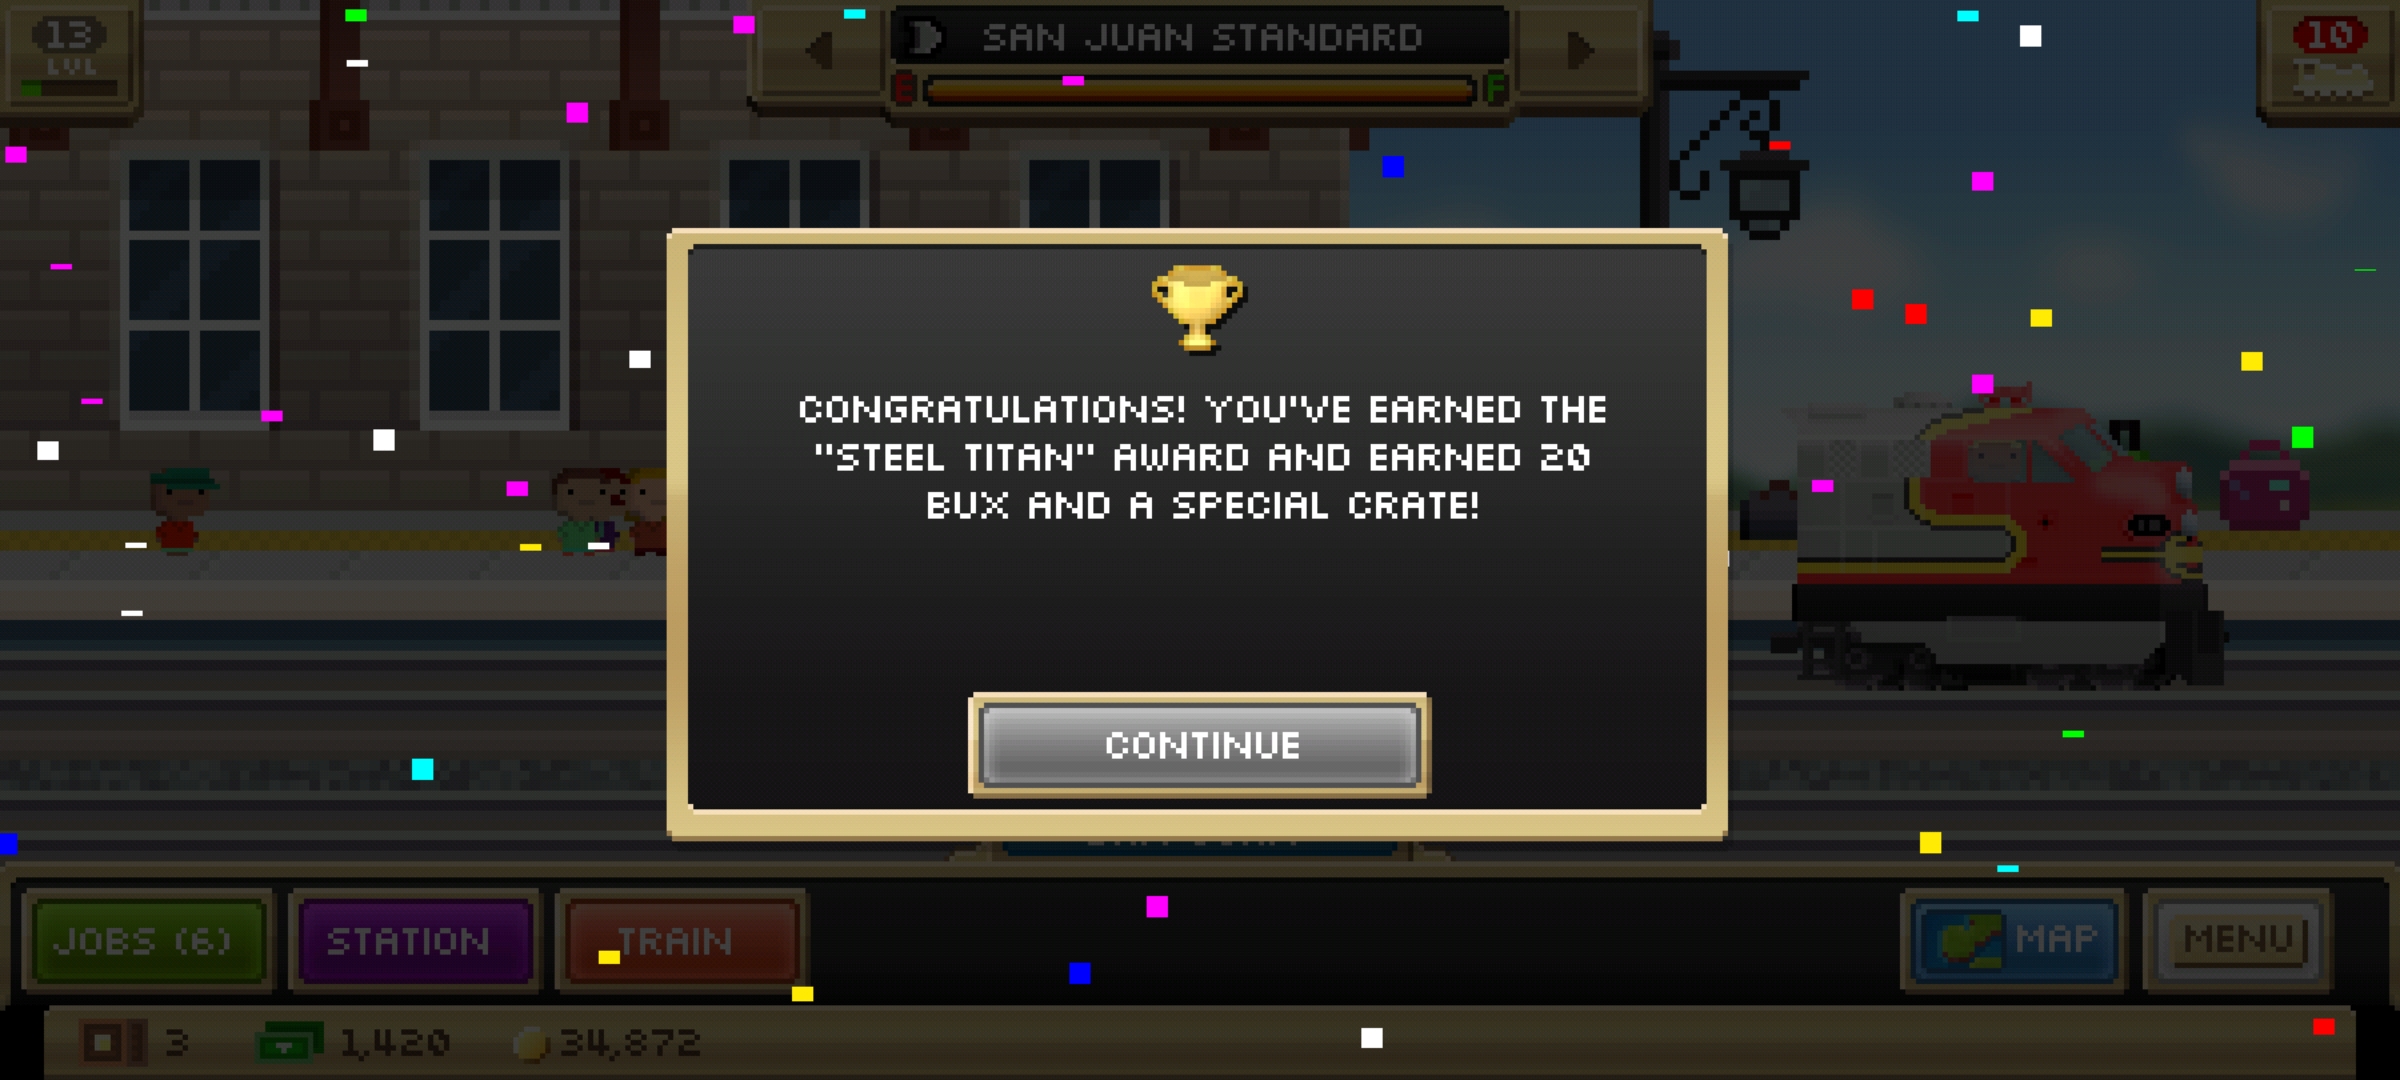 13
LVL
SAN JUAN STANDARD
E F
10
CONGRATULATIONS! YOU'VE EARNED THE
"STEEL TITAN" AWARD AND EARNED 20
BUX AND A SPECIAL CRATE!
CONTINUE
JOBS (6) STATION TRAIN MAP MENU
3 1,420 34,872